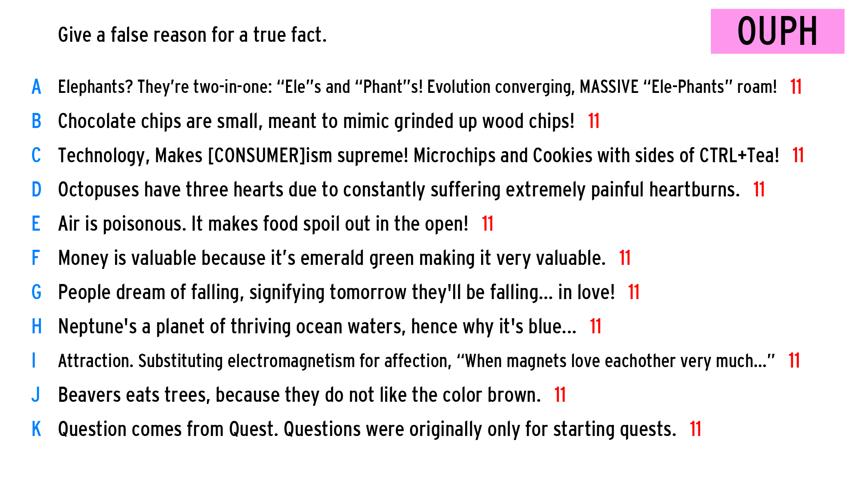 Give a false reason for a true fact.
OUPH
A Elephants? They're two-in-one: “Ele”s and “Phant”s! Evolution converging, MASSIVE “Ele-Phants” roam! 11
B Chocolate chips are small, meant to mimic grinded up wood chips! 11
C Technology, Makes [CONSUMER]ism supreme! Microchips and Cookies with sides of CTRL+Tea! 11
D Octopuses have three hearts due to constantly suffering extremely painful heartburns. 11
E Air is poisonous. It makes food spoil out in the open! 11
F Money is valuable because it’s emerald green making it very valuable. 11
G People dream of falling, signifying tomorrow they'll be falling... in love! 11
H Neptune's a planet of thriving ocean waters, hence why it's blue... 11
I Attraction. Substituting electromagnetism for affection, “When magnets love eachother very much...” 11
J Beavers eats trees, because they do not like the color brown. 11
K Question comes from Quest. Questions were originally only for starting quests. 11